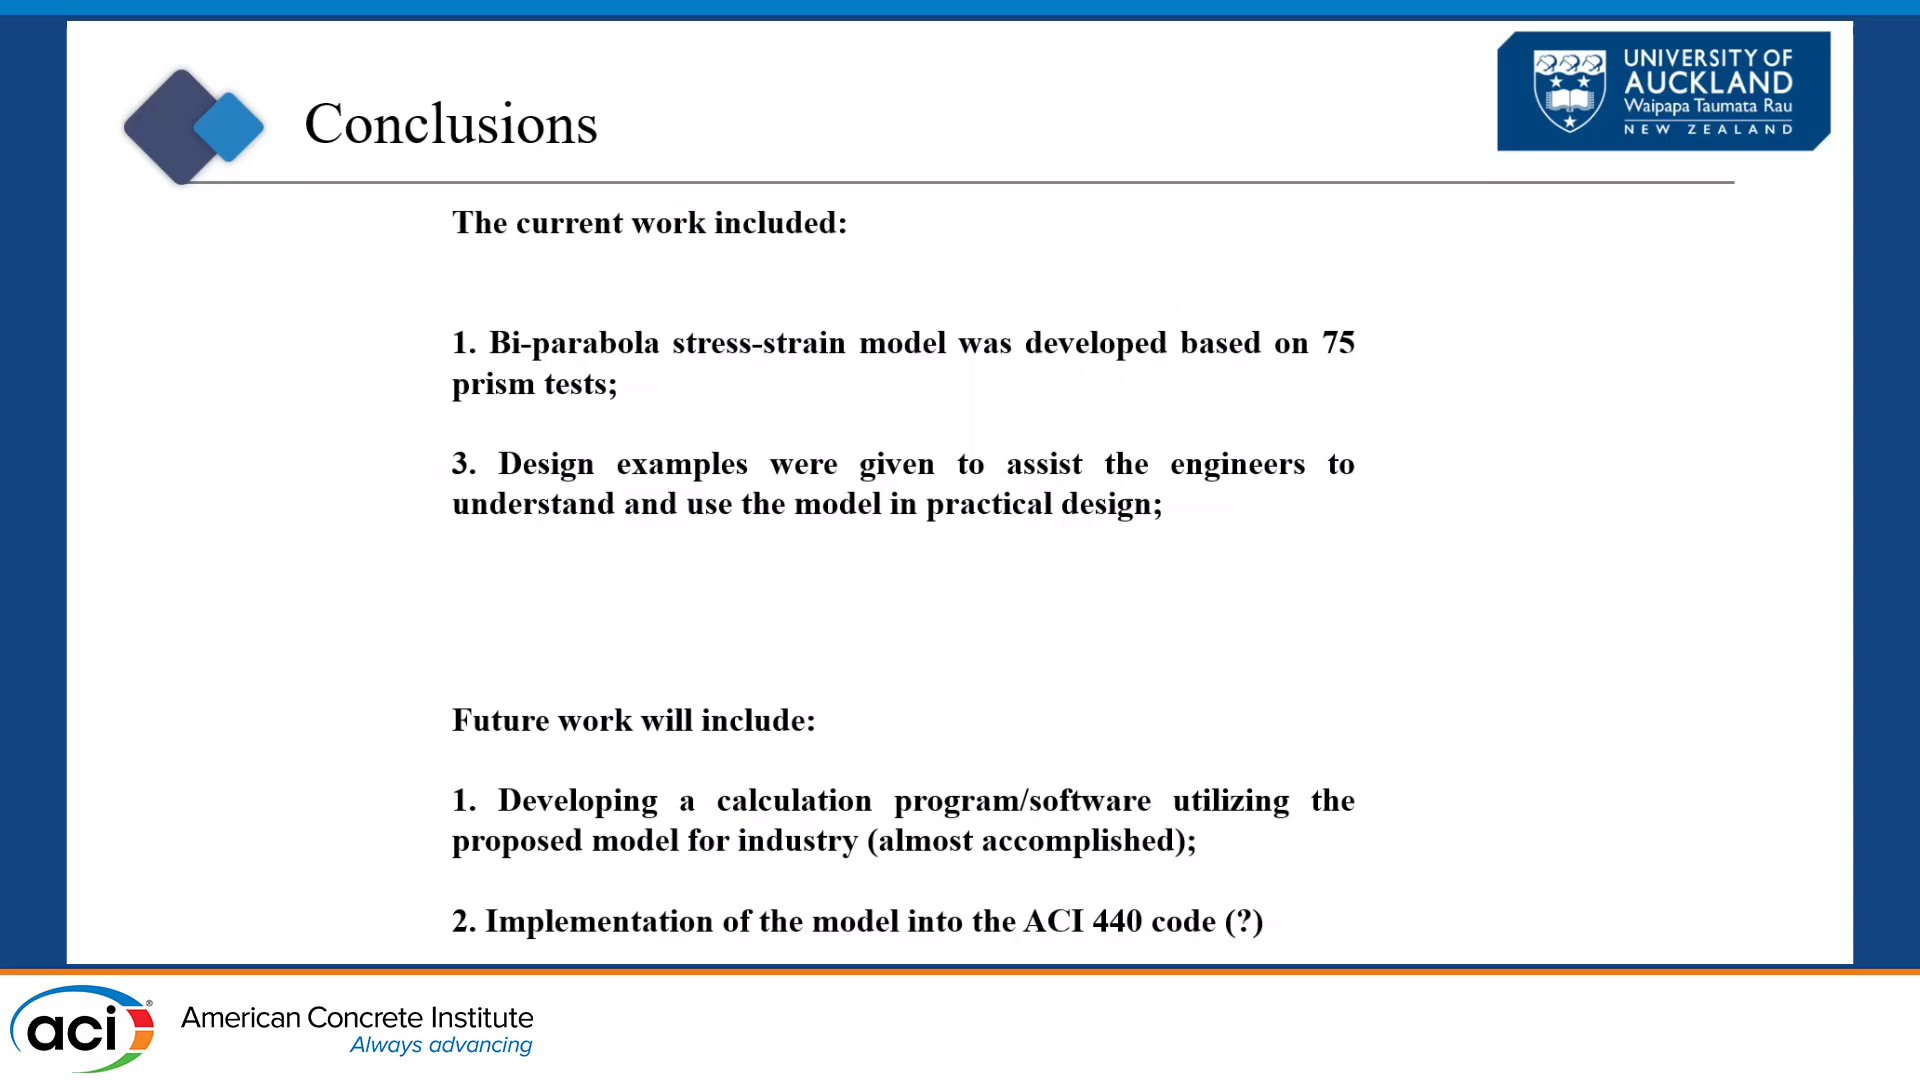 Conclusions
UNIVERSITY OF
AUCKLAND
Waipapa Taumata Rau
NEW ZEALAND
The current work included:
1. Bi-parabola stress-strain model was developed based on 75
prism tests;
3. Design examples were given to assist the engineers to
understand and use the model in practical design;
Future work will include:
1. Developing a calculation program/software utilizing the
proposed model for industry (almost accomplished);
2. Implementation of the model into the ACI 440 code (?)
aci®
American Concrete Institute
Always advancing